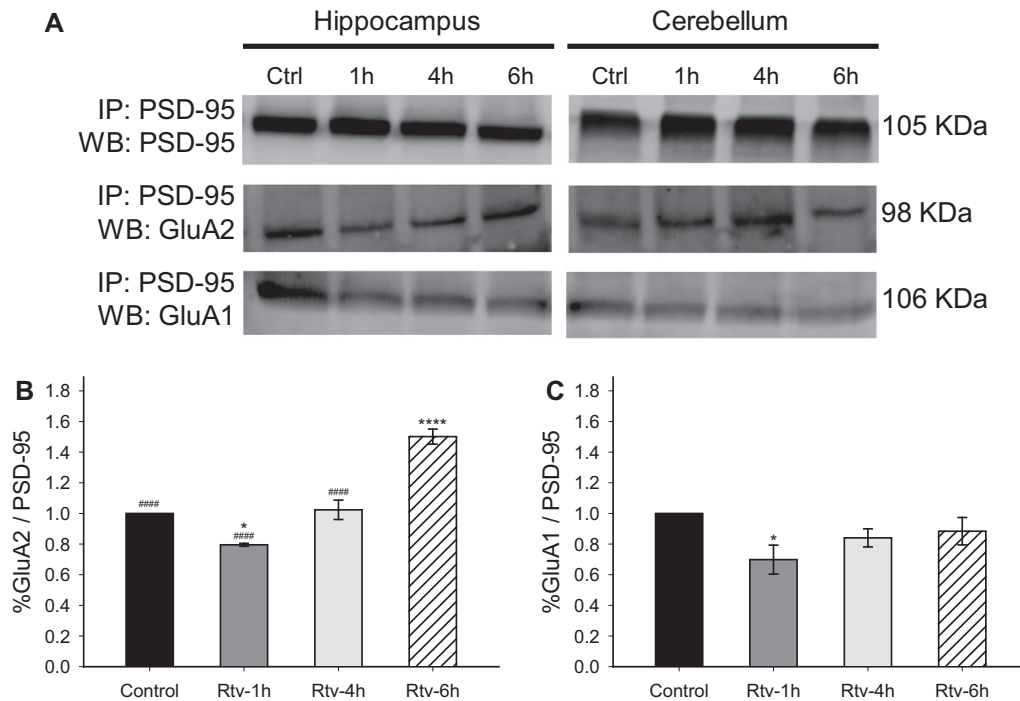 A
Hippocampus
Cerebellum
Ctrl 1h 4h 6h
Ctrl 1h 4h 6h
IP: PSD-95
WB: PSD-95
105 KDa
IP: PSD-95
WB: GluA2
98 KDa
IP: PSD-95
WB: GluA1
106 KDa
B
%GluA2 / PSD-95
1.8
1.6
1.4
1.2
1.0
0.8
0.6
0.4
0.2
0.0
####
*
####
####
****
Control Rtv-1h Rtv-4h Rtv-6h
C
%GluA1 / PSD-95
1.8
1.6
1.4
1.2
1.0
0.8
0.6
0.4
0.2
0.0
*
Control Rtv-1h Rtv-4h Rtv-6h